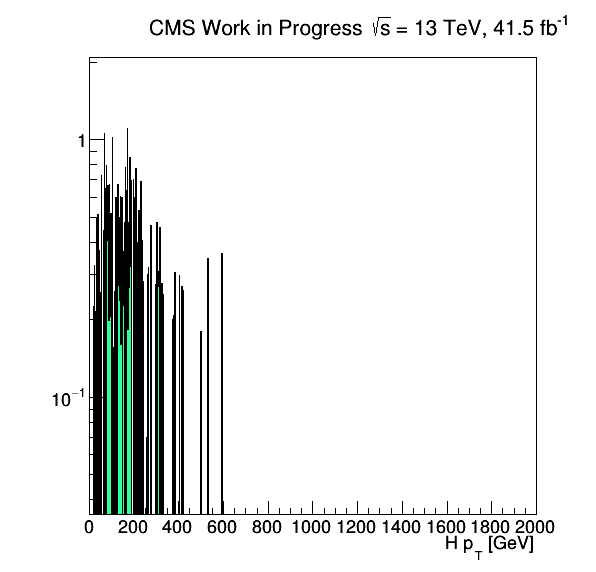 CMS Work in Progress √s = 13 TeV, 41.5 fb⁻¹
1
10⁻¹
0 200 400 600 800 1000 1200 1400 1600 1800 2000
H p_T [GeV]